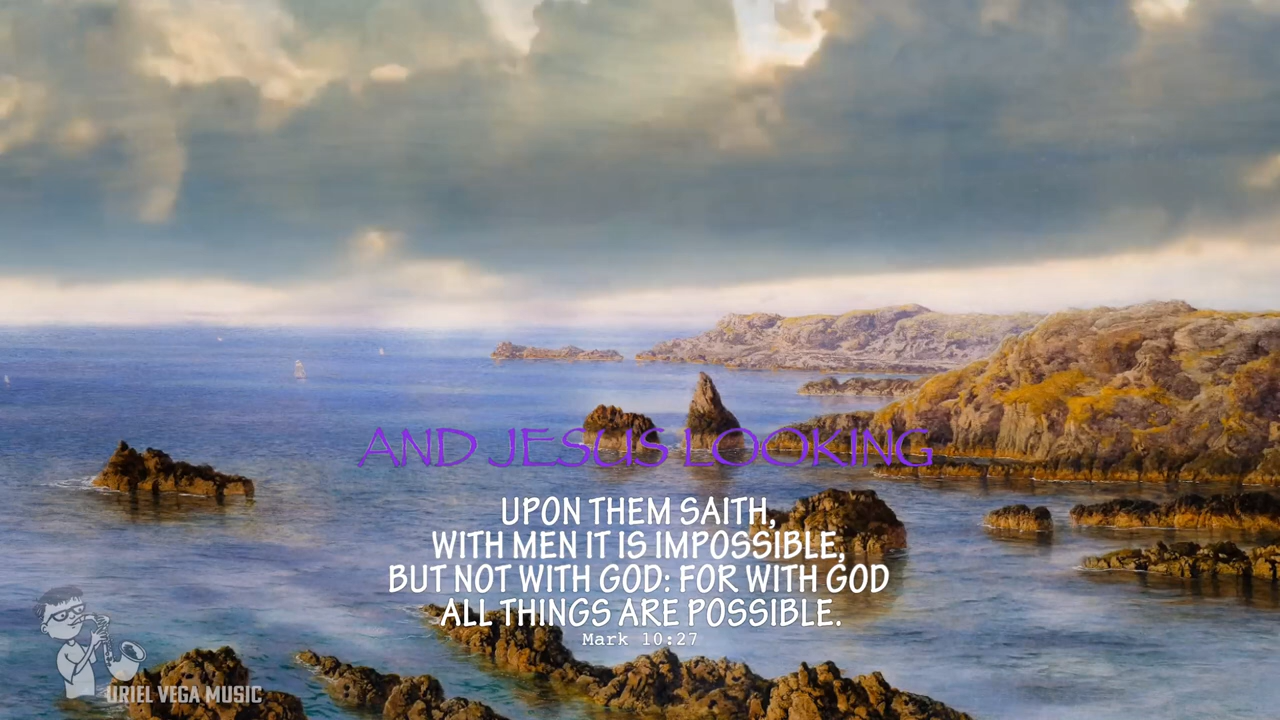 AND JESUS LOOKING
UPON THEM SAITH,
WITH MEN IT IS IMPOSSIBLE,
BUT NOT WITH GOD: FOR WITH GOD
ALL THINGS ARE POSSIBLE.
Mark 10:27
URIEL VEGA MUSIC